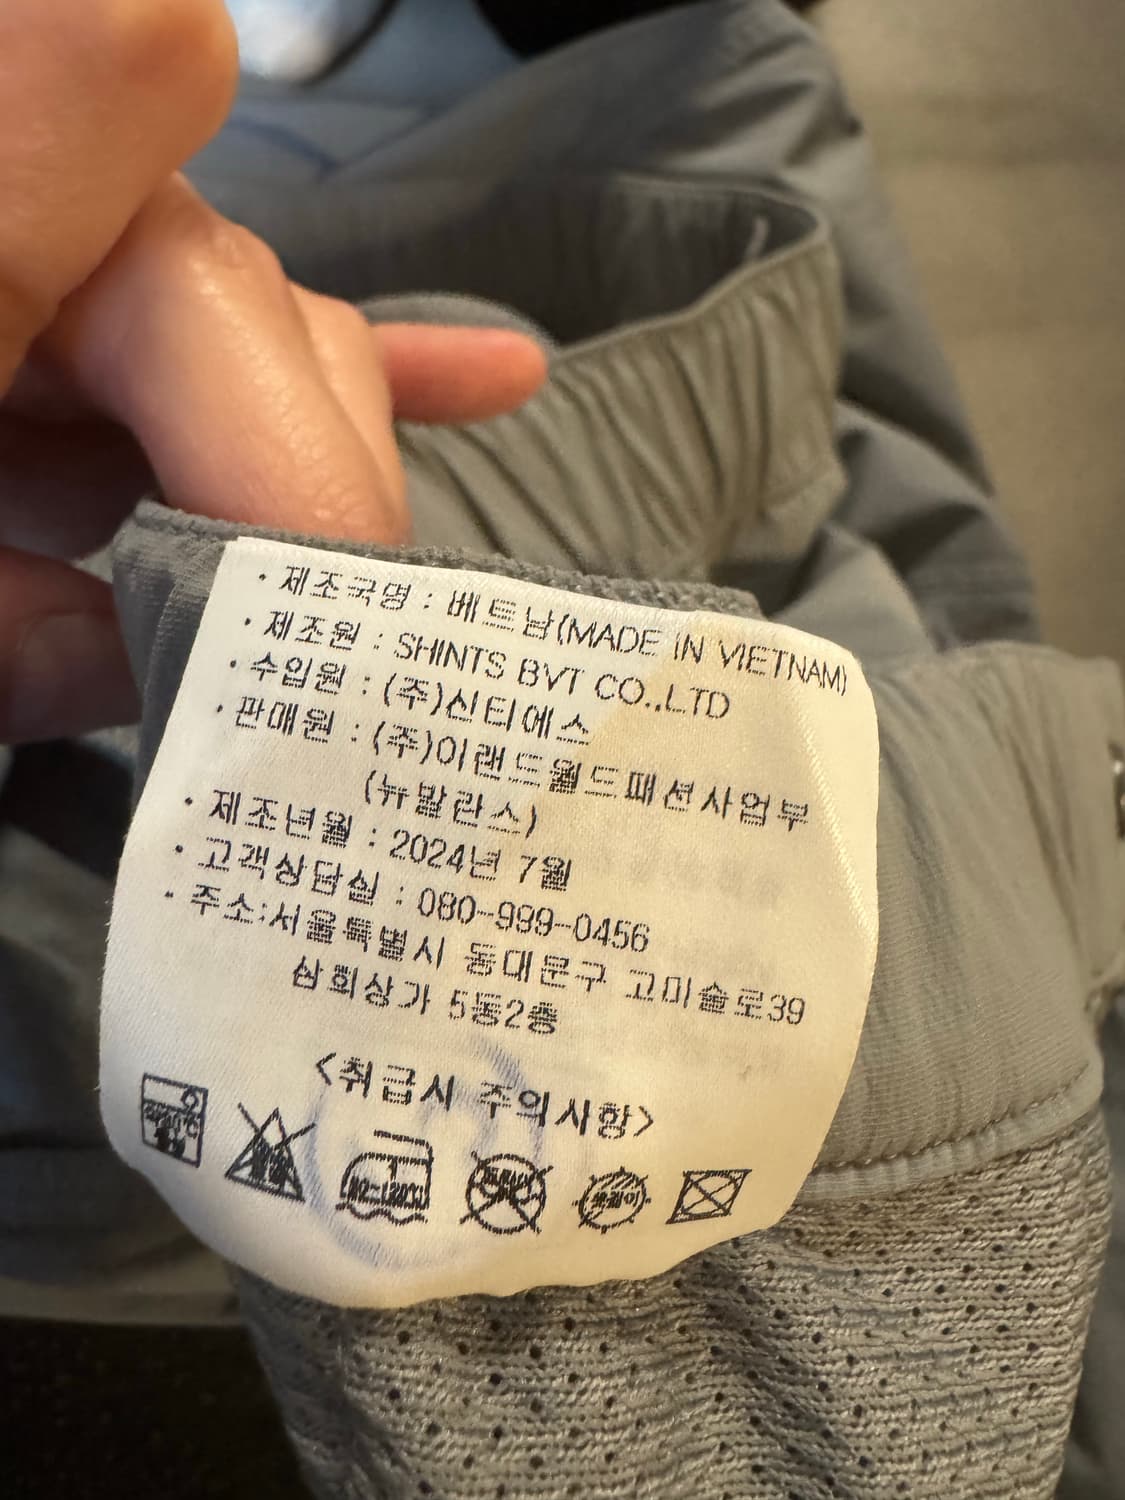 · 제조국명 : 베트남(MADE IN VIETNAM)
· 제조원 : SHINTS BVT CO.,LTD
· 수입원 : (주)신티에스
· 판매원 : (주)이랜드월드패션사업부
(뉴발란스)
· 제조년월 : 2024년 7월
· 고객상담실 : 080-999-0456
· 주소:서울특별시 동대문구 고미술로39
삼희상가 5동2층
<취급시 주의사항>